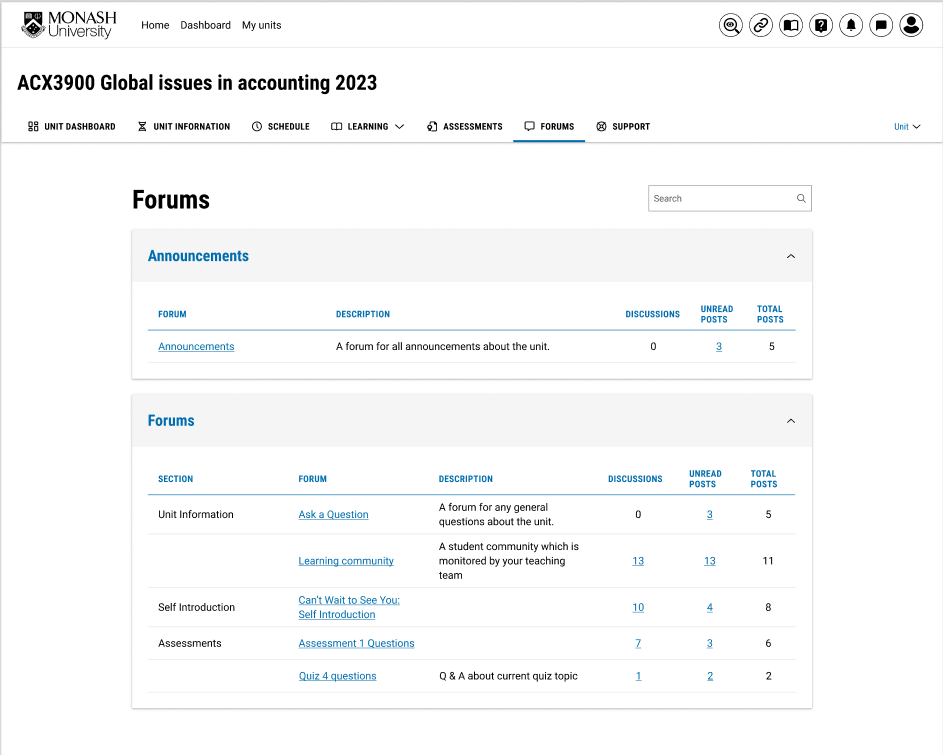 MONASH
University
Home Dashboard My units
ACX3900 Global issues in accounting 2023
UNIT DASHBOARD UNIT INFORMATION SCHEDULE LEARNING ASSESSMENTS FORUMS SUPPORT Unit
Forums
Search
Announcements
FORUM DESCRIPTION DISCUSSIONS UNREAD POSTS TOTAL POSTS
Announcements A forum for all announcements about the unit. 0 3 5
Forums
SECTION FORUM DESCRIPTION DISCUSSIONS UNREAD POSTS TOTAL POSTS
Unit Information Ask a Question A forum for any general questions about the unit. 0 3 5
Learning community A student community which is monitored by your teaching team 13 13 11
Self Introduction Can't Wait to See You: Self Introduction 10 4 8
Assessments Assessment 1 Questions 7 3 6
Quiz 4 questions Q & A about current quiz topic 1 2 2